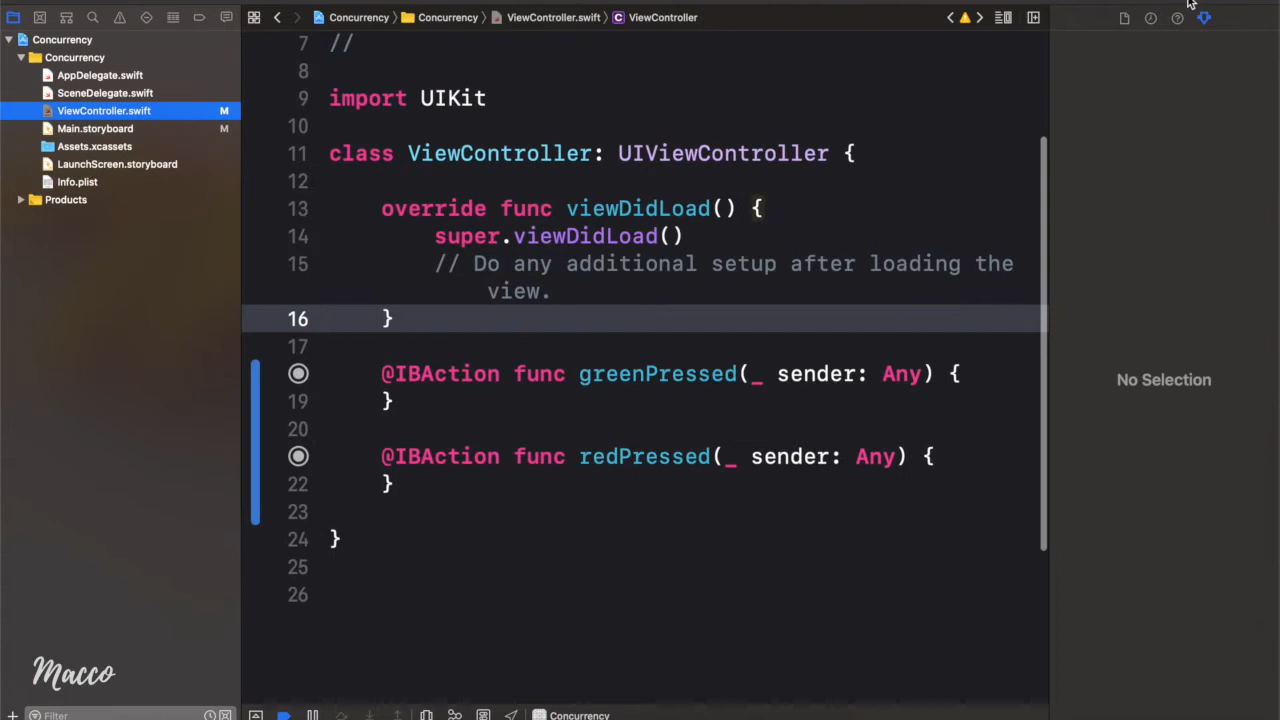 Concurrency
Concurrency
AppDelegate.swift
SceneDelegate.swift
ViewController.swift M
Main.storyboard M
Assets.xcassets
LaunchScreen.storyboard
Info.plist
Products
Macco
Filter
Concurrency Concurrency ViewController.swift C ViewController
7 //
8
9 import UIKit
10
11 class ViewController: UIViewController {
12
13 override func viewDidLoad() {
14 super.viewDidLoad()
15 // Do any additional setup after loading the
view.
16 }
17
@IBAction func greenPressed(_ sender: Any) {
19 }
20
@IBAction func redPressed(_ sender: Any) {
22 }
23
24 }
25
26
Concurrency
No Selection